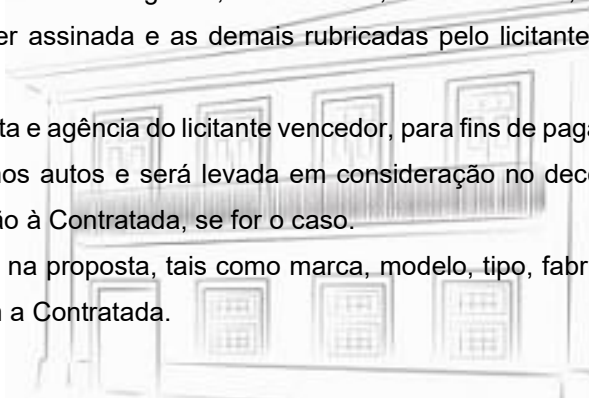 er assinada e as demais rubricadas pelo licitante
ta e agência do licitante vencedor, para fins de paga
nos autos e será levada em consideração no dec
ão à Contratada, se for o caso.
na proposta, tais como marca, modelo, tipo, fabr
a Contratada.